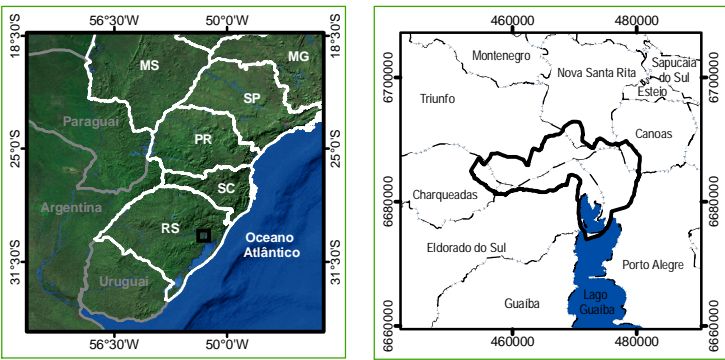 56°30'W 50°0'W
18°30'S
18°30'S
MS
MG
SP
Paraguai
PR
25°0'S
25°0'S
SC
Argentina
RS
Oceano
Atlântico
31°30'S
31°30'S
Uruguai
56°30'W 50°0'W
460000 480000
6700000
6700000
Montenegro
Nova Santa Rita
Sapucaia
do Sul
Esteio
Triunfo
Canoas
Charqueadas
6680000
6680000
Eldorado do Sul
Porto Alegre
Guaíba
Lago
Guaíba
6660000
6660000
460000 480000